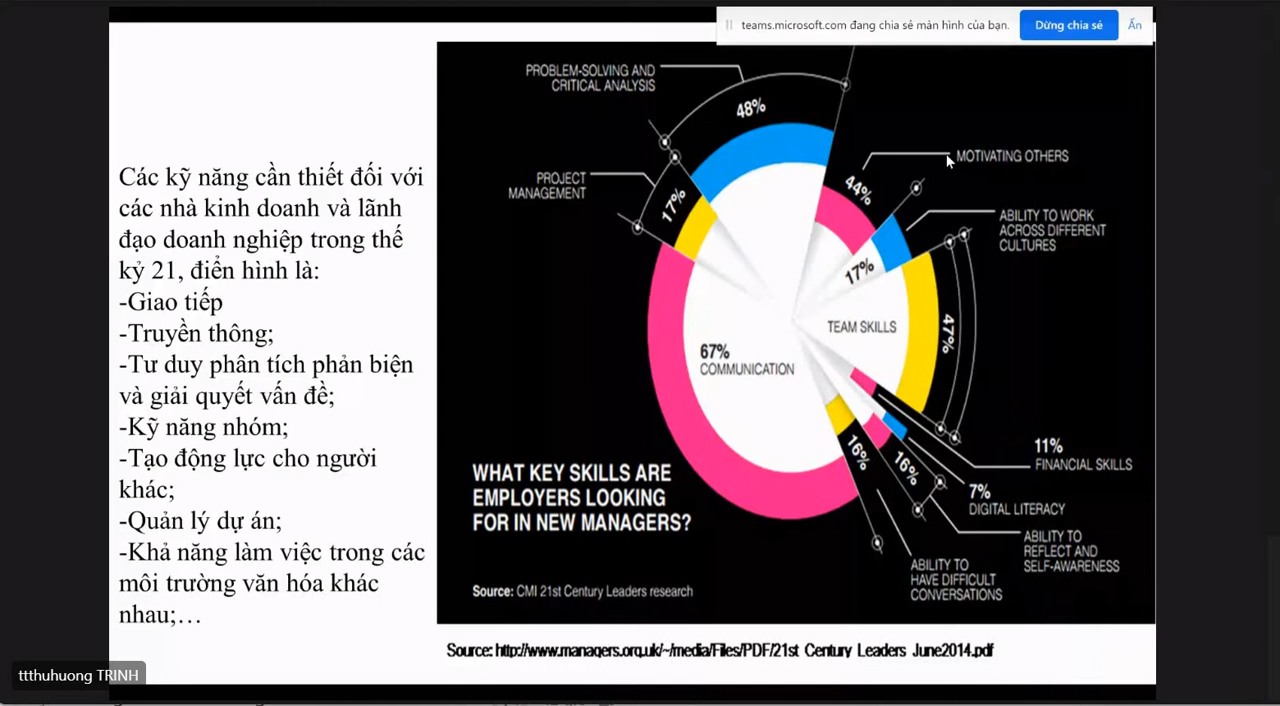 teams.microsoft.com đang chia sẻ màn hình của bạn.
Dừng chia sẻ
Ẩn
Các kỹ năng cần thiết đối với
các nhà kinh doanh và lãnh
đạo doanh nghiệp trong thế
kỷ 21, điển hình là:
-Giao tiếp
-Truyền thông;
-Tư duy phân tích phản biện
và giải quyết vấn đề;
-Kỹ năng nhóm;
-Tạo động lực cho người
khác;
-Quản lý dự án;
-Khả năng làm việc trong các
môi trường văn hóa khác
nhau;…
PROBLEM-SOLVING AND
CRITICAL ANALYSIS
48%
PROJECT
MANAGEMENT
17%
44%
MOTIVATING OTHERS
ABILITY TO WORK
ACROSS DIFFERENT
CULTURES
17%
TEAM SKILLS
47%
67%
COMMUNICATION
11%
FINANCIAL SKILLS
7%
DIGITAL LITERACY
16%
ABILITY TO
REFLECT AND
SELF-AWARENESS
16%
ABILITY TO
HAVE DIFFICULT
CONVERSATIONS
WHAT KEY SKILLS ARE
EMPLOYERS LOOKING
FOR IN NEW MANAGERS?
Source: CMI 21st Century Leaders research
Source: http://www.managers.org.uk/~/media/Files/PDF/21st_Century_Leaders_June2014.pdf
ttthuhuong TRINH